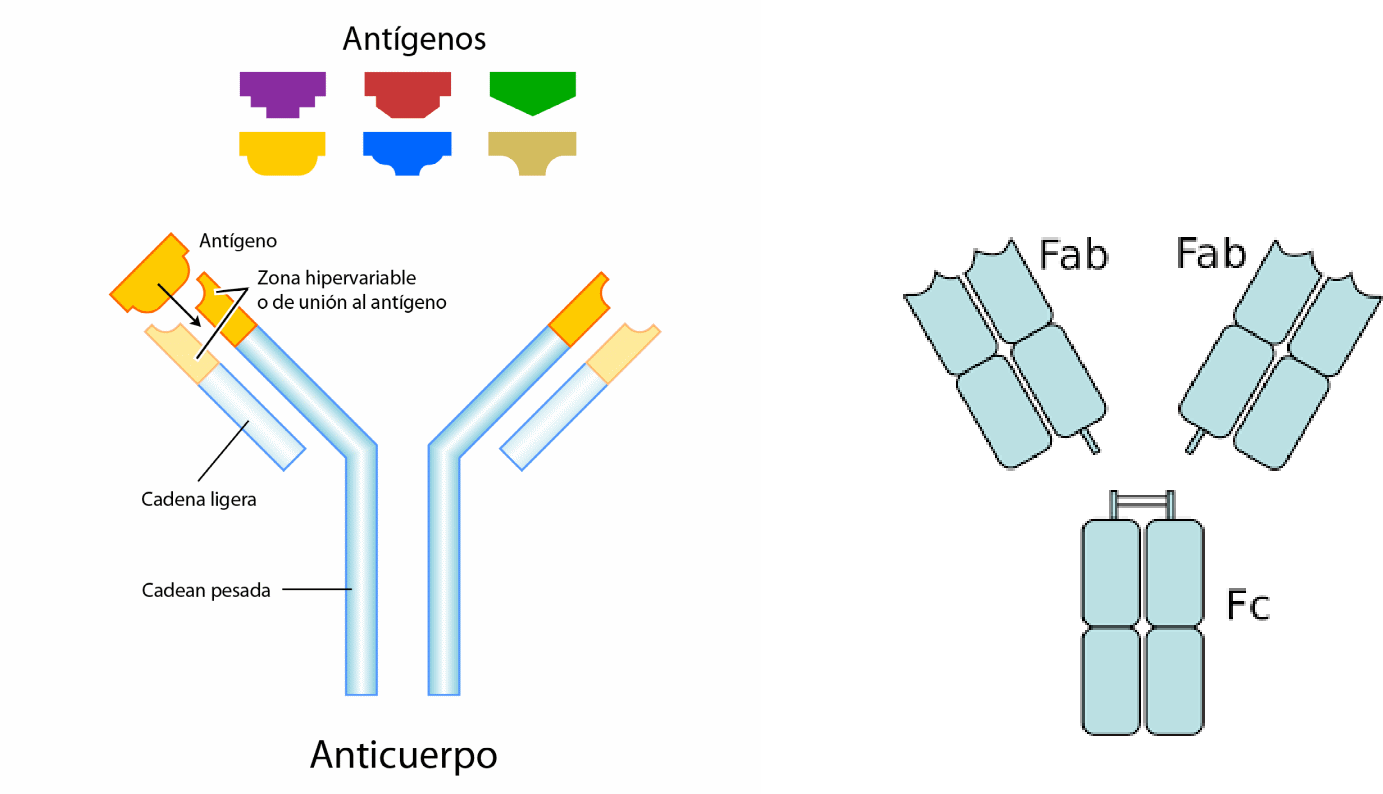 Antígenos
Antígeno
Zona hipervariable
o de unión al antígeno
Cadena ligera
Cadean pesada
Anticuerpo
Fab
Fab
Fc